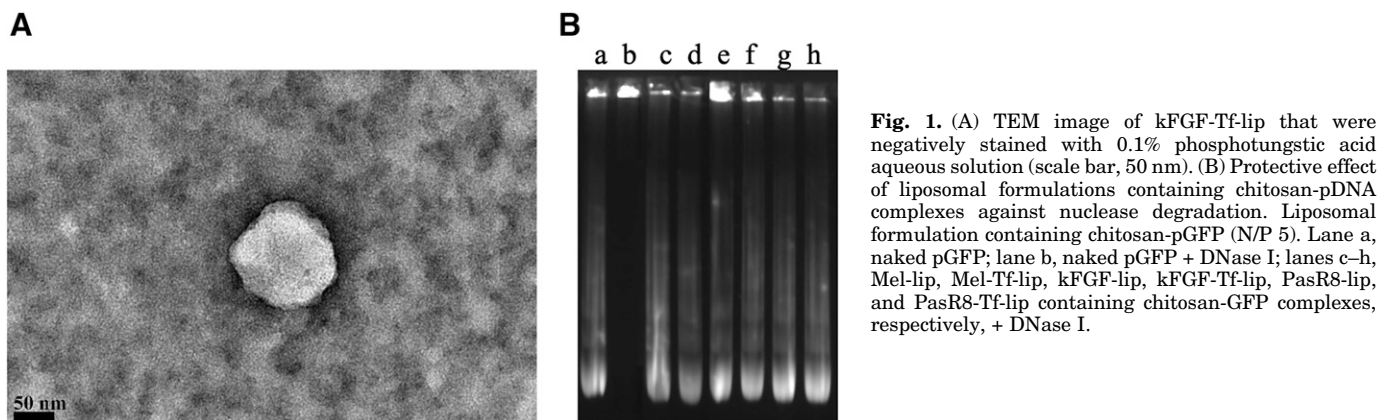 A
B
a b c d e f g h
50 nm
Fig. 1. (A) TEM image of kFGF-Tf-lip that were
negatively stained with 0.1% phosphotungstic acid
aqueous solution (scale bar, 50 nm). (B) Protective effect
of liposomal formulations containing chitosan-pDNA
complexes against nuclease degradation. Liposomal
formulation containing chitosan-pGFP (N/P 5). Lane a,
naked pGFP; lane b, naked pGFP + DNase I; lanes c–h,
Mel-lip, Mel-Tf-lip, kFGF-lip, kFGF-Tf-lip, PasR8-lip,
and PasR8-Tf-lip containing chitosan-GFP complexes,
respectively, + DNase I.